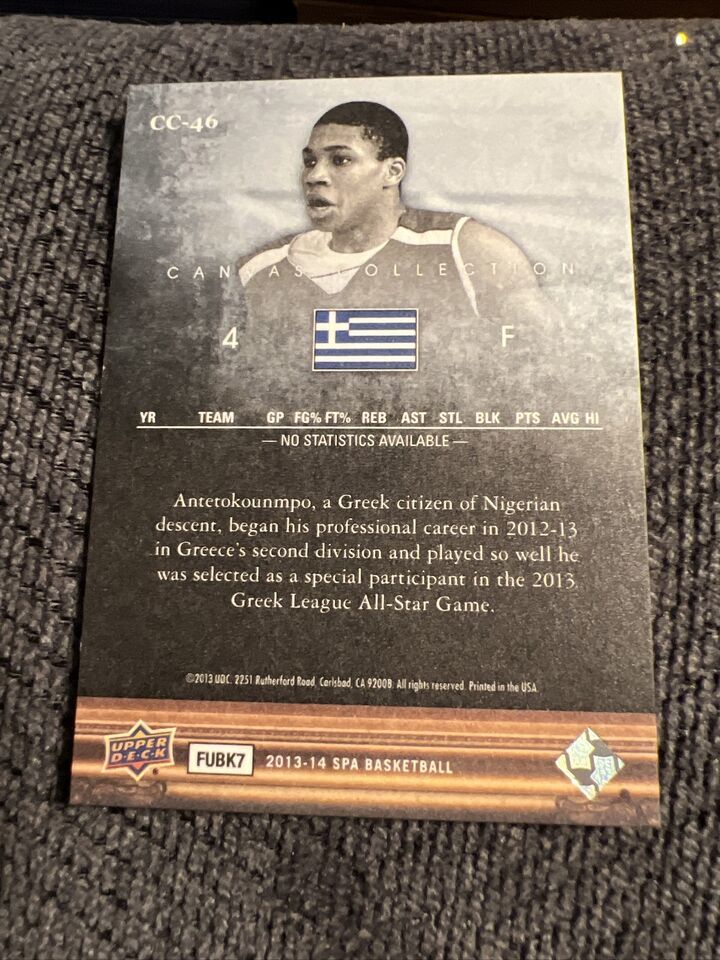 CC-46
CANVAS COLLECTION
4 F
YR TEAM GP FG% FT% REB AST STL BLK PTS AVG HI
— NO STATISTICS AVAILABLE —
Antetokounmpo, a Greek citizen of Nigerian
descent, began his professional career in 2012-13
in Greece's second division and played so well he
was selected as a special participant in the 2013
Greek League All-Star Game.
©2013 UDC. 2251 Rutherford Road, Carlsbad, CA 92008. All rights reserved. Printed in the USA
UPPER
D•E•C•K
FUBK7 2013-14 SPA BASKETBALL